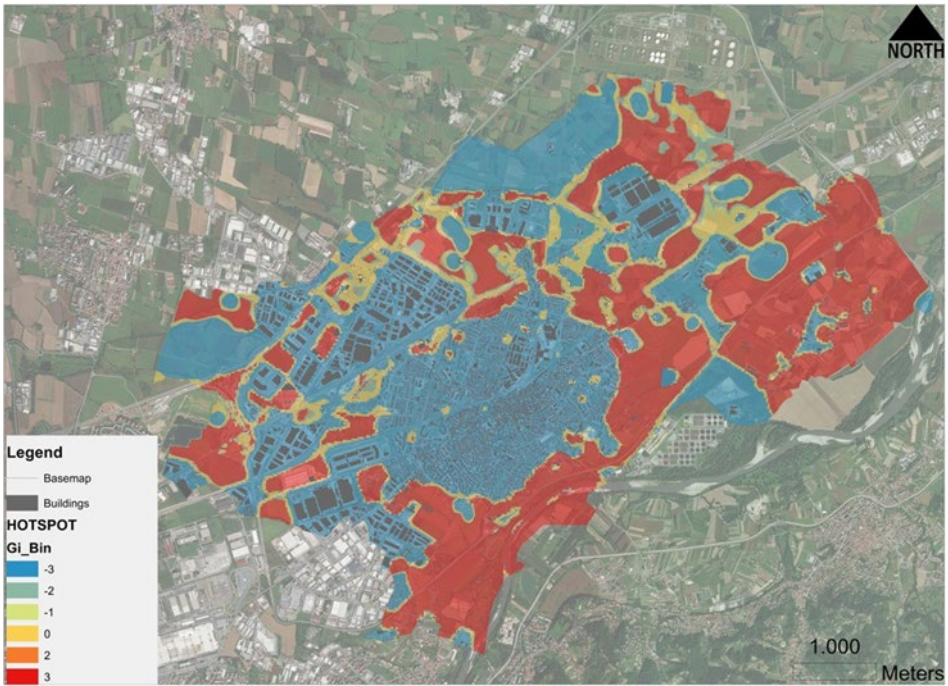 NORTH
Legend
Basemap
Buildings
HOTSPOT
Gi_Bin
-3
-2
-1
0
2
3
1.000
Meters